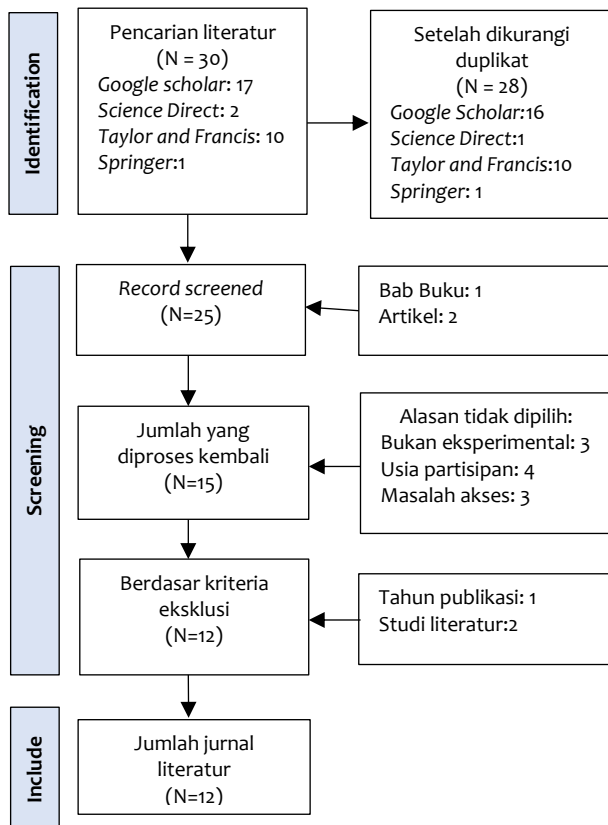 Identification
Pencarian literatur
(N = 30)
Google scholar: 17
Science Direct: 2
Taylor and Francis: 10
Springer:1
Setelah dikurangi
duplikat
(N = 28)
Google Scholar:16
Science Direct:1
Taylor and Francis:10
Springer: 1
Screening
Record screened
(N=25)
Bab Buku: 1
Artikel: 2
Jumlah yang
diproses kembali
(N=15)
Alasan tidak dipilih:
Bukan eksperimental: 3
Usia partisipan: 4
Masalah akses: 3
Berdasar kriteria
eksklusi
(N=12)
Tahun publikasi: 1
Studi literatur:2
Include
Jumlah jurnal
literatur
(N=12)